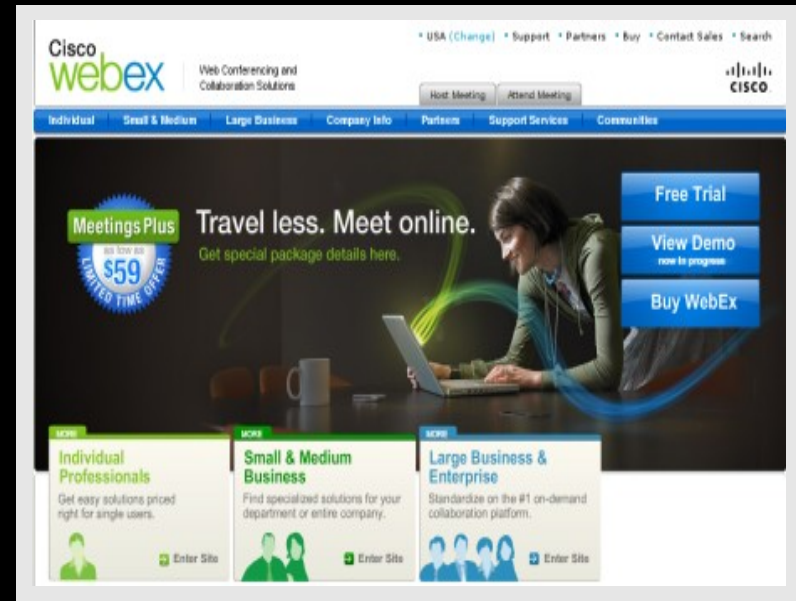 • USA (Change) • Support • Partners • Buy • Contact Sales • Search
Cisco
webex
Web Conferencing and
Collaboration Solutions
Host Meeting Attend Meeting
CISCO
Individual Small & Medium Large Business Company Info Partners Support Services Communities
Meetings Plus
as low as
$59
LIMITED TIME OFFER
Travel less. Meet online.
Get special package details here.
Free Trial
View Demo
now in progress
Buy WebEx
MORE
Individual
Professionals
Get easy solutions priced
right for single users.
Enter Site
MORE
Small & Medium
Business
Find specialized solutions for your
department or entire company.
Enter Site
MORE
Large Business &
Enterprise
Standardize on the #1 on-demand
collaboration platform.
Enter Site